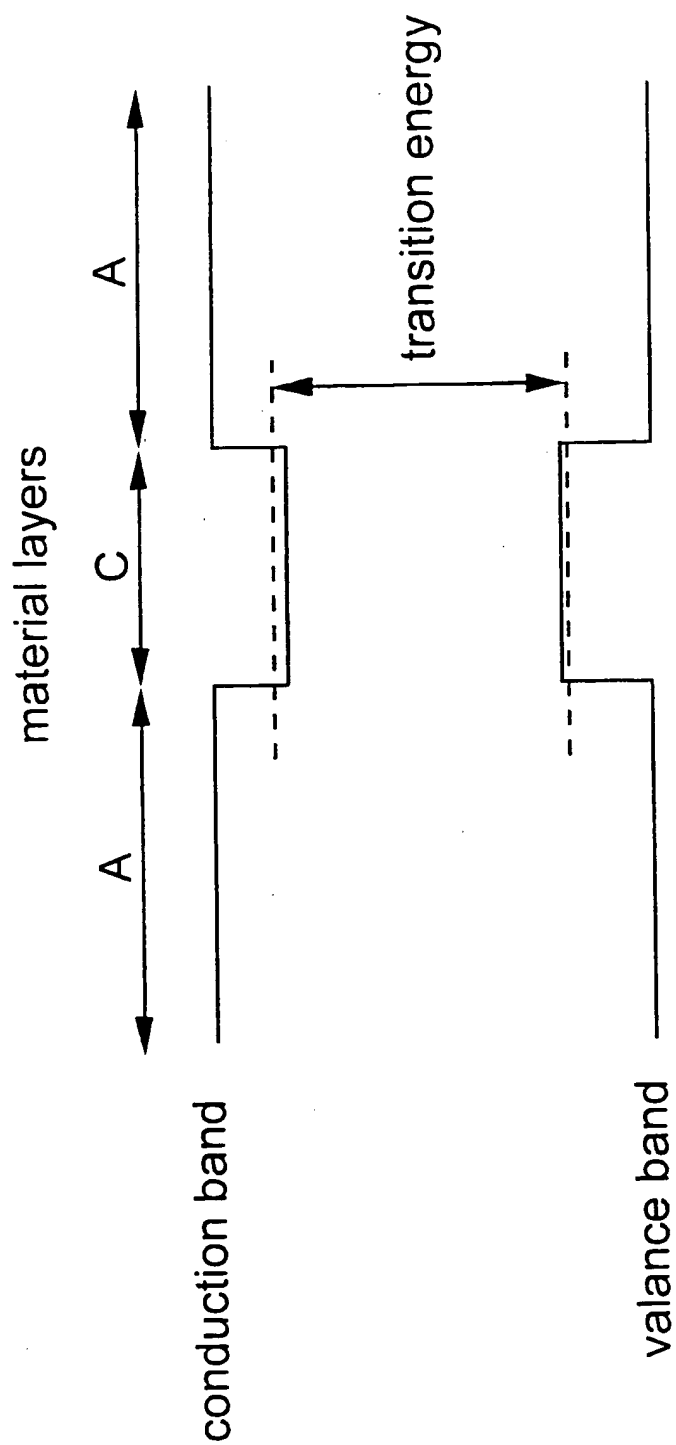 material layers
A
C
A
conduction band
transition energy
valance band